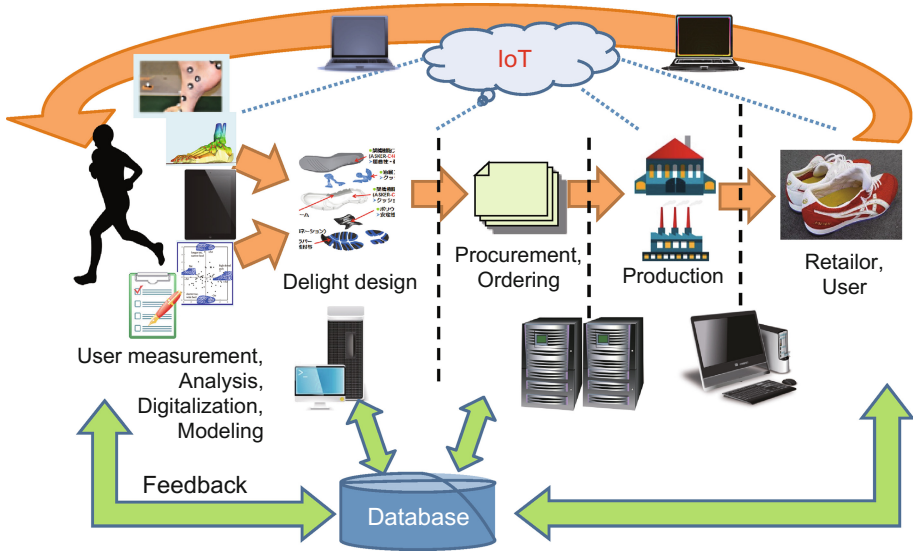 IoT
Delight design
Procurement,
Ordering
Production
Retailor,
User
User measurement,
Analysis,
Digitalization,
Modeling
Feedback
Database